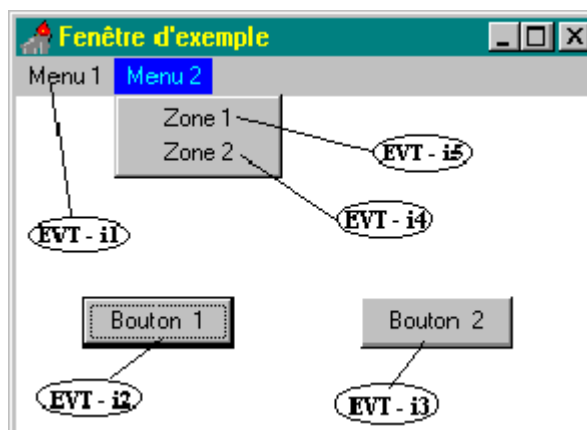 Fenêtre d'exemple
Menu 1 Menu 2
Zone 1
Zone 2
EVT - i5
EVT - i4
EVT - i1
Bouton 1 Bouton 2
EVT - i2 EVT - i3